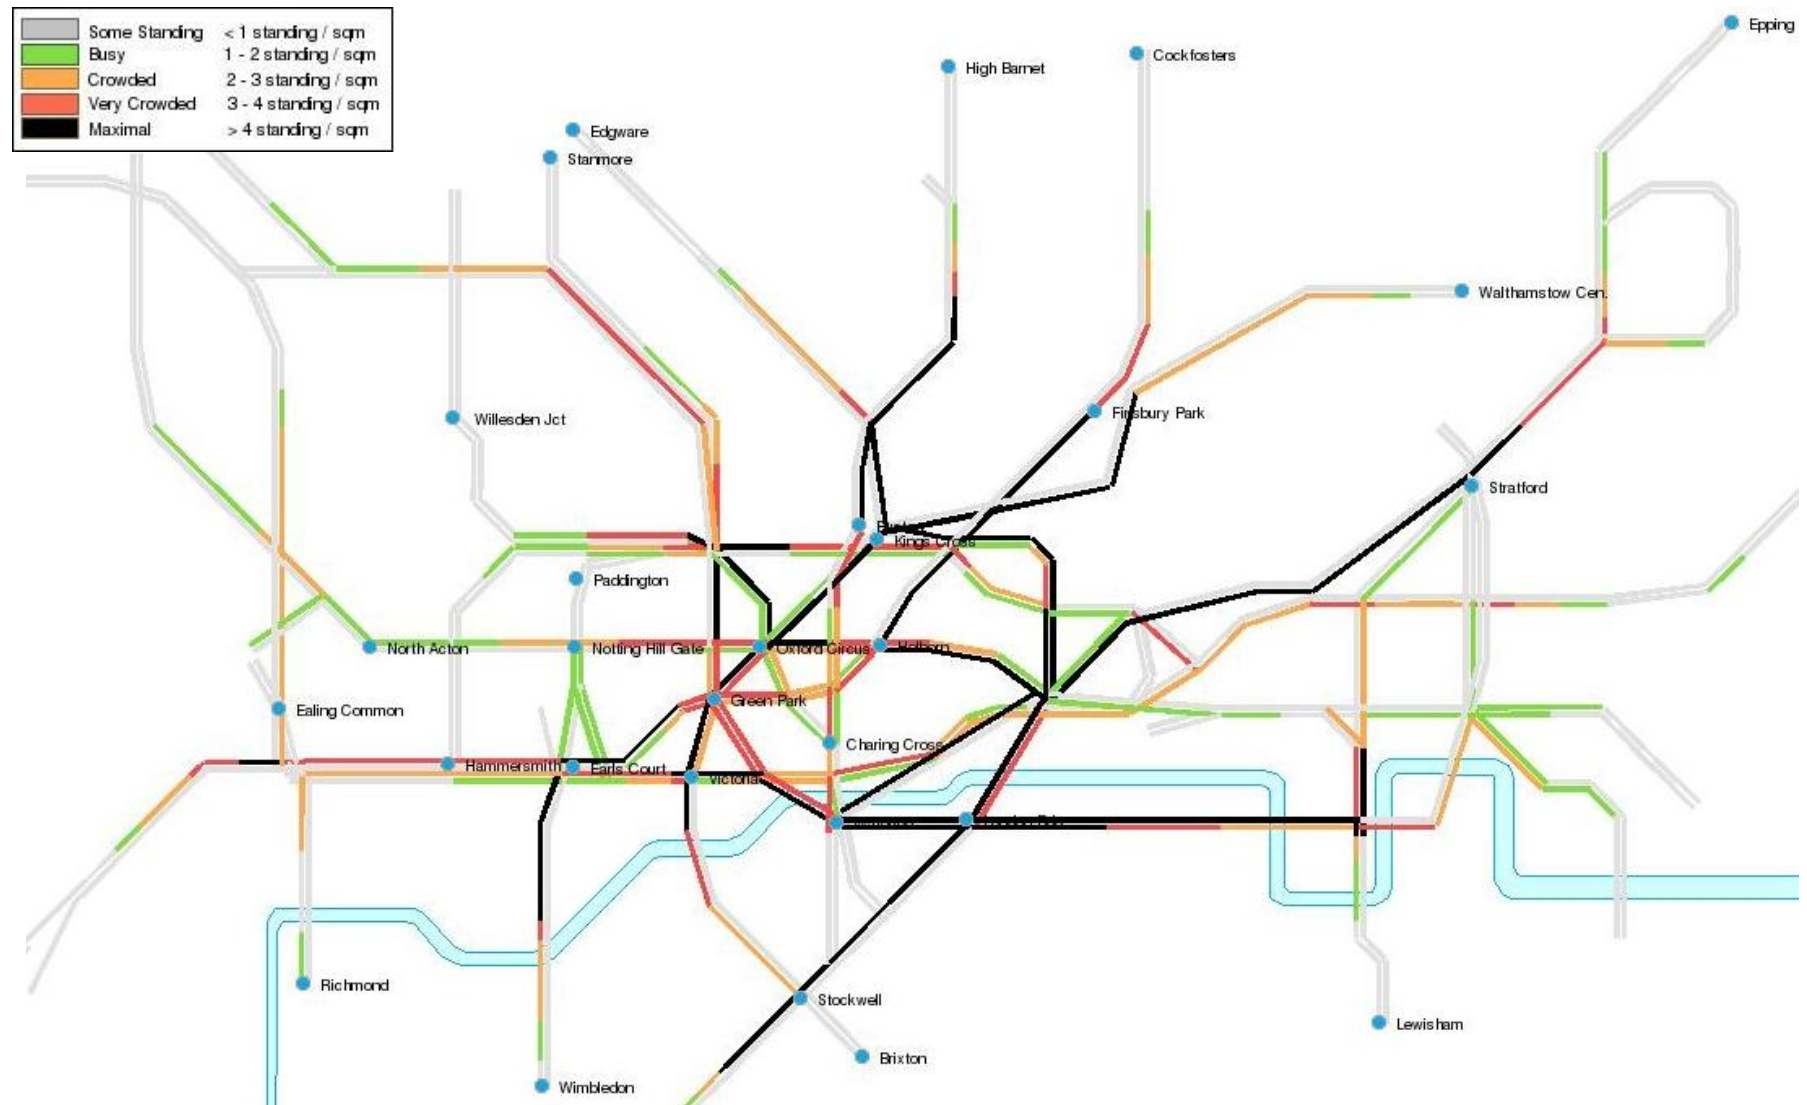 Some Standing < 1 standing / sqm
Busy 1 - 2 standing / sqm
Crowded 2 - 3 standing / sqm
Very Crowded 3 - 4 standing / sqm
Maximal > 4 standing / sqm
Epping
Cockfosters
High Barnet
Edgware
Stanmore
Walthamstow Cen.
Finsbury Park
Willesden Jct
Stratford
Kings Cross
Paddington
North Acton
Notting Hill Gate
Oxford Circus
Holborn
Green Park
Ealing Common
Charing Cross
Hammersmith
Earls Court
Victoria
Richmond
Stockwell
Lewisham
Brixton
Wimbledon